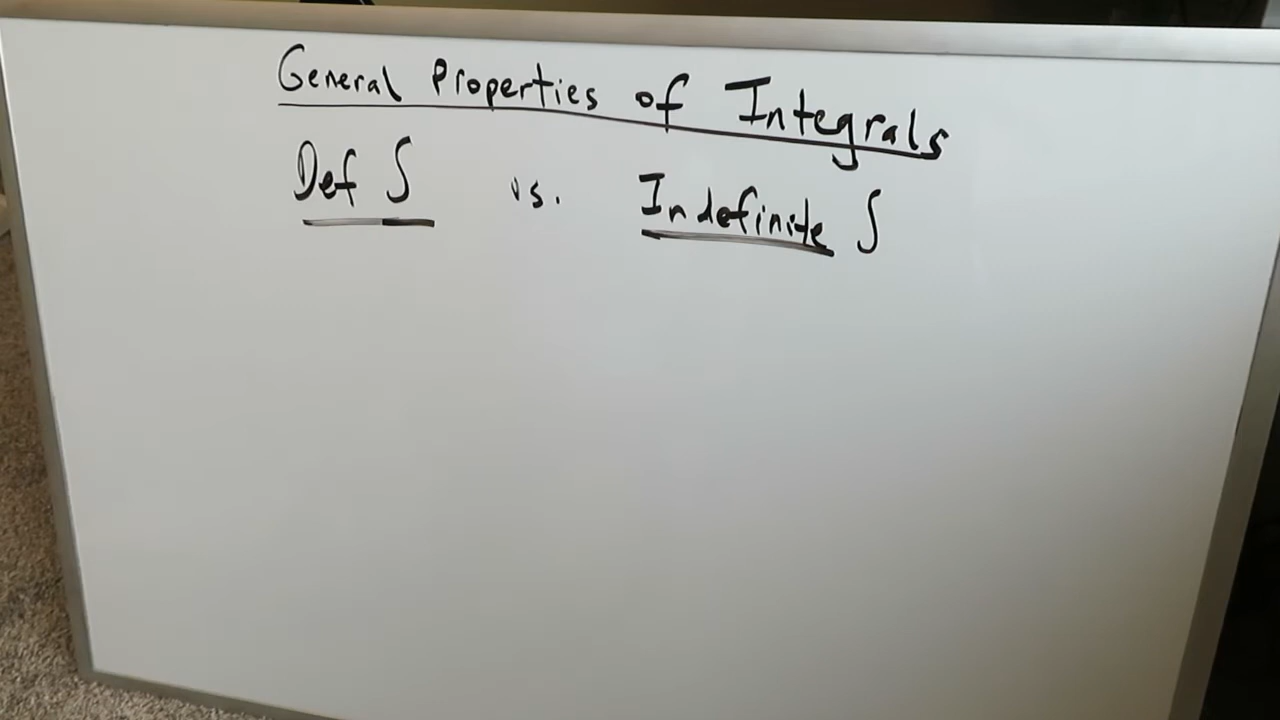 General Properties of Integrals
Def ∫ vs. Indefinite ∫